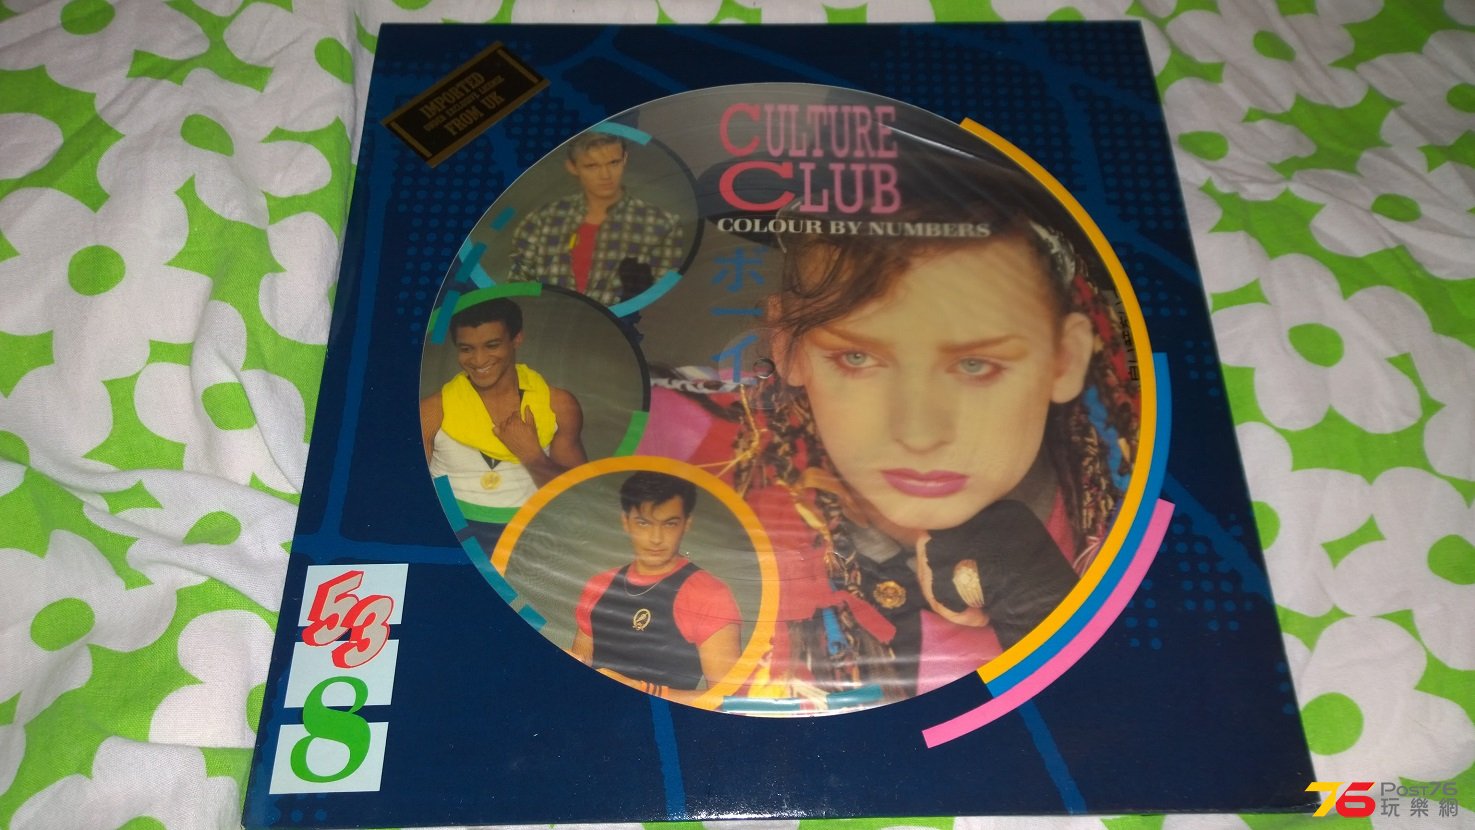 IMPORTED
FROM UK
CULTURE
CLUB
COLOUR BY NUMBERS
ボーイ
53
8
76 Post76
玩樂網